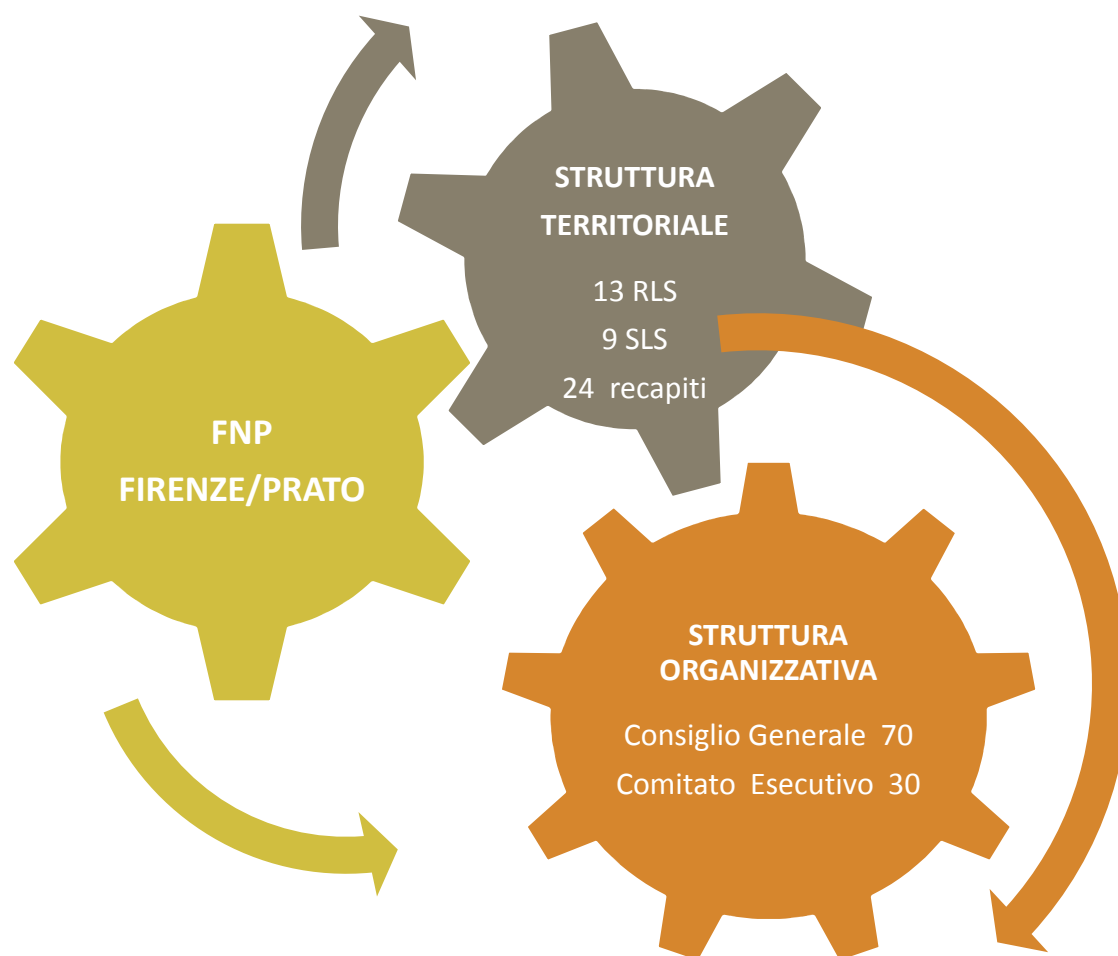 STRUTTURA
TERRITORIALE
13 RLS
9 SLS
24 recapiti
FNP
FIRENZE/PRATO
STRUTTURA
ORGANIZZATIVA
Consiglio Generale 70
Comitato Esecutivo 30